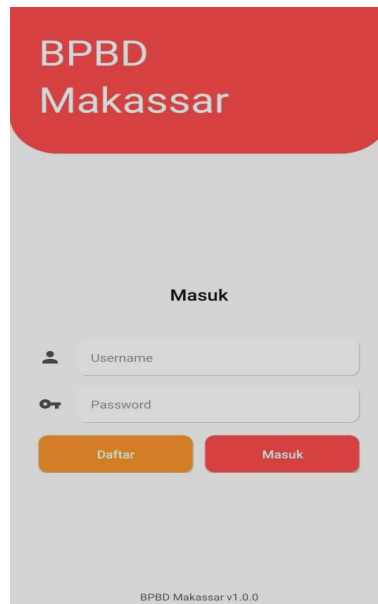 BPBD
Makassar
Masuk
Username
Password
Daftar
Masuk
BPBD Makassar v1.0.0